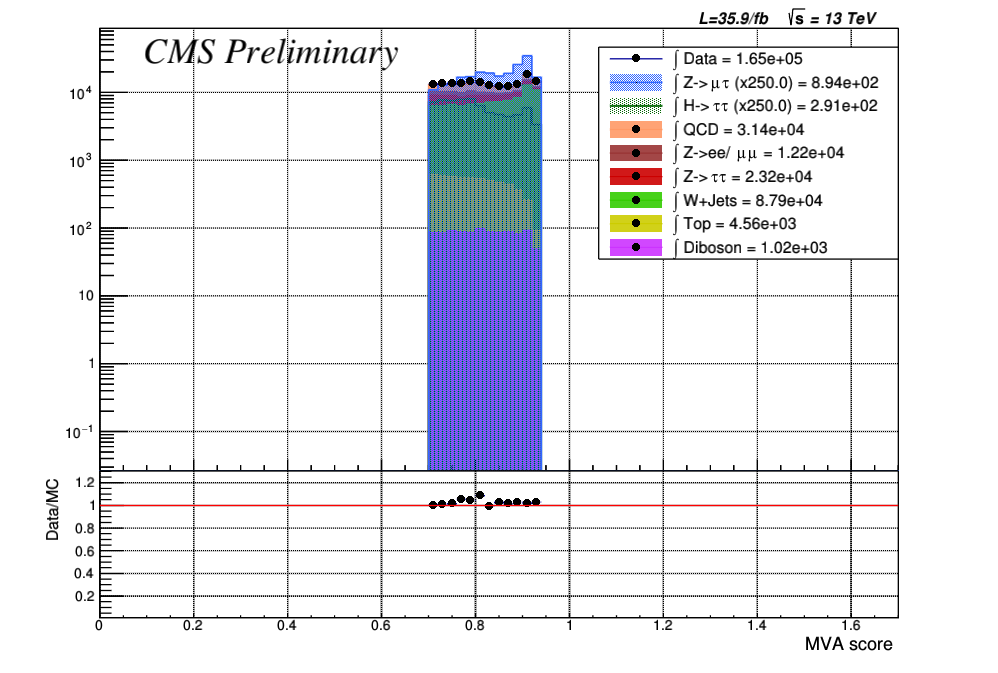 L=35.9/fb √s = 13 TeV
CMS Preliminary
∫ Data = 1.65e+05
∫ Z->μτ (x250.0) = 8.94e+02
∫ H->ττ (x250.0) = 2.91e+02
∫ QCD = 3.14e+04
∫ Z->ee/ μμ = 1.22e+04
∫ Z->ττ = 2.32e+04
∫ W+Jets = 8.79e+04
∫ Top = 4.56e+03
∫ Diboson = 1.02e+03
10⁴
10³
10²
10
1
10⁻¹
Data/MC
1.2
1
0.8
0.6
0.4
0.2
0 0.2 0.4 0.6 0.8 1 1.2 1.4 1.6
MVA score